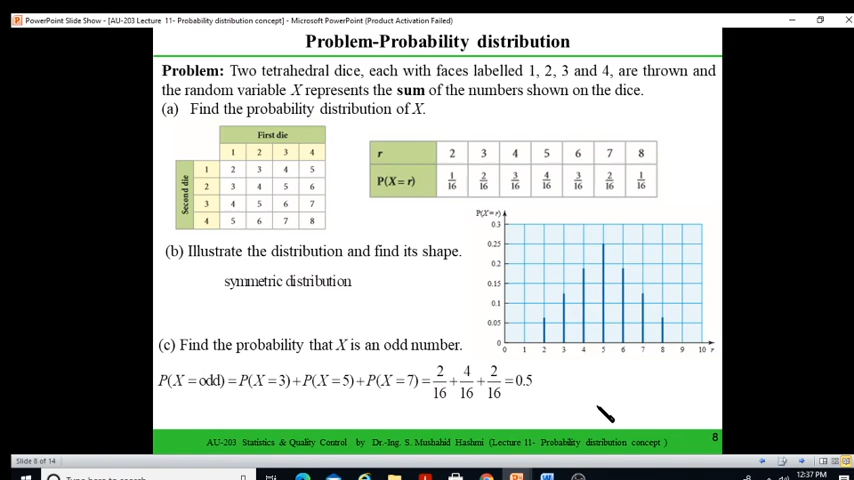 PowerPoint Slide Show - [AU-203 Lecture 11- Probability distribution concept] - Microsoft PowerPoint (Product Activation Failed)
Problem-Probability distribution
Problem: Two tetrahedral dice, each with faces labelled 1, 2, 3 and 4, are thrown and
the random variable X represents the sum of the numbers shown on the dice.
(a) Find the probability distribution of X.
First die
1 2 3 4
Second die
1 2 3 4 5
2 3 4 5 6
3 4 5 6 7
4 5 6 7 8
r 2 3 4 5 6 7 8
P(X = r) 1/16 2/16 3/16 4/16 3/16 2/16 1/16
(b) Illustrate the distribution and find its shape.
symmetric distribution
P(X = r)
0.3
0.25
0.2
0.15
0.1
0.05
0
0 1 2 3 4 5 6 7 8 9 10 r
(c) Find the probability that X is an odd number.
P(X = odd) = P(X = 3) + P(X = 5) + P(X = 7) = 2/16 + 4/16 + 2/16 = 0.5
AU-203 Statistics & Quality Control by Dr.-Ing. S. Mushahid Hashmi (Lecture 11- Probability distribution concept )
8
Slide 8 of 14
12:37 PM